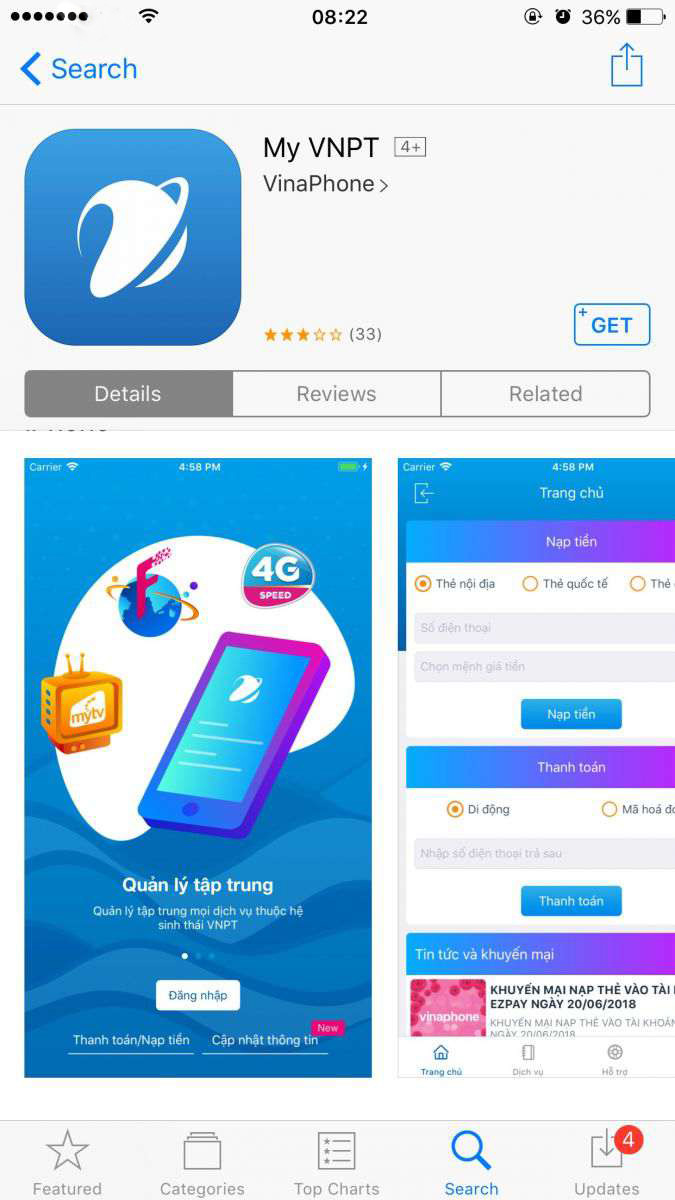 08:22
36%
Search
My VNPT 4+
VinaPhone >
(33)
+ GET
Details
Reviews
Related
Carrier
4:58 PM
F
4G
SPEED
mytv
Quản lý tập trung
Quản lý tập trung mọi dịch vụ thuộc hệ
sinh thái VNPT
Đăng nhập
New
Thanh toán/Nạp tiền
Cập nhật thông tin
Carrier
4:58 PM
Trang chủ
Nạp tiền
Thẻ nội địa
Thẻ quốc tế
Thẻ
Số điện thoại
Chọn mệnh giá tiền
Nạp tiền
Thanh toán
Di động
Mã hoá
Nhập số điện thoại trả sau
Thanh toán
Tin tức và khuyến mại
vinaphone
KHUYẾN MẠI NẠP THẺ VÀO TÀI
EZPAY NGÀY 20/06/2018
KHUYẾN MẠI NẠP THẺ VÀO TÀI KHOẢN
NGÀY 20/06/2018
Trang chủ
Dịch vụ
Hỗ trợ
Featured
Categories
Top Charts
Search
4
Updates